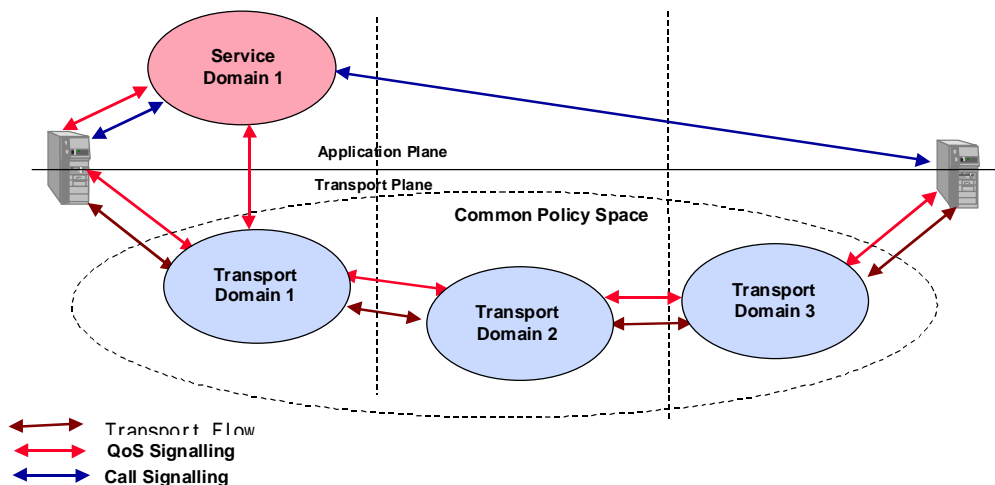 Service
Domain 1
Application Plane
Transport Plane
Common Policy Space
Transport
Domain 1
Transport
Domain 2
Transport
Domain 3
Transport Flow
QoS Signalling
Call Signalling